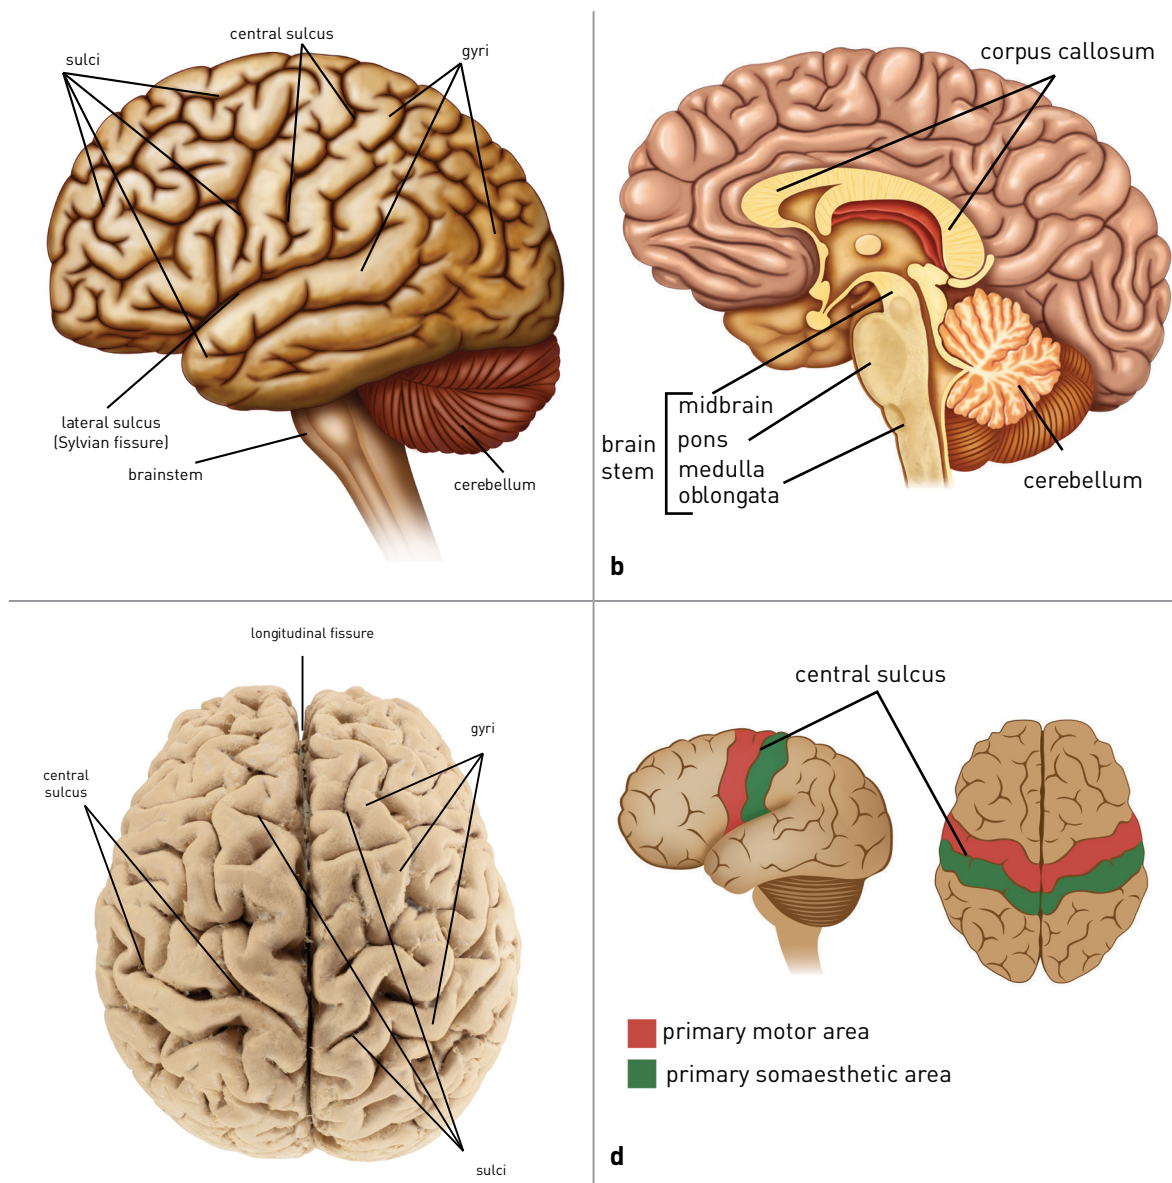 central sulcus
sulci
gyri
lateral sulcus
(Sylvian fissure)
brainstem
cerebellum
corpus callosum
brain
stem
midbrain
pons
medulla
oblongata
cerebellum
b
longitudinal fissure
gyri
central
sulcus
sulci
central sulcus
primary motor area
primary somaesthetic area
d